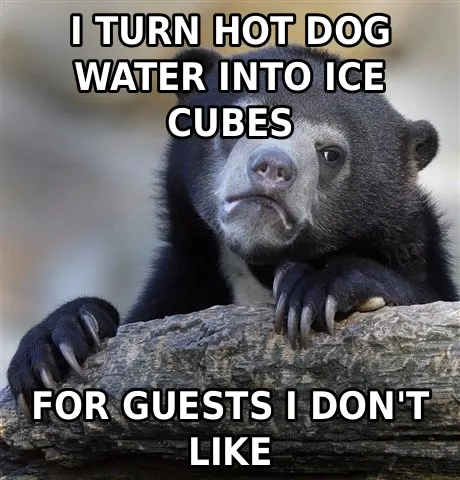 I TURN HOT DOG
WATER INTO ICE
CUBES
FOR GUESTS I DON'T
LIKE